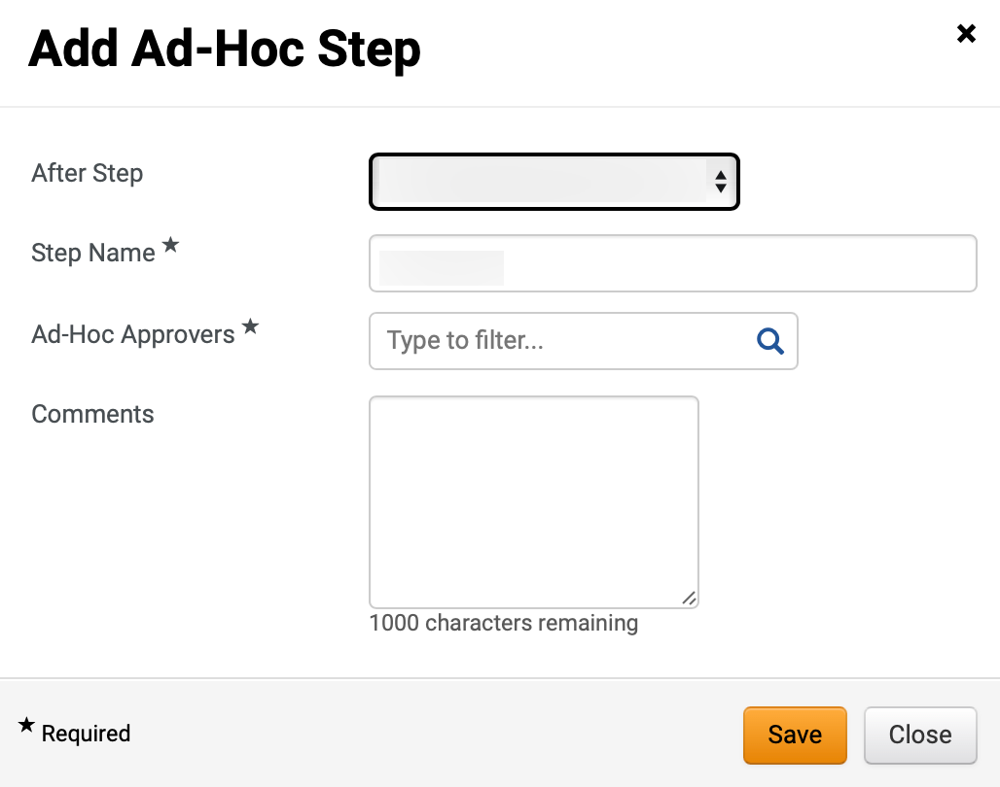 Add Ad-Hoc Step
After Step
Step Name ★
Ad-Hoc Approvers ★
Type to filter...
Comments
1000 characters remaining
★ Required
Save
Close